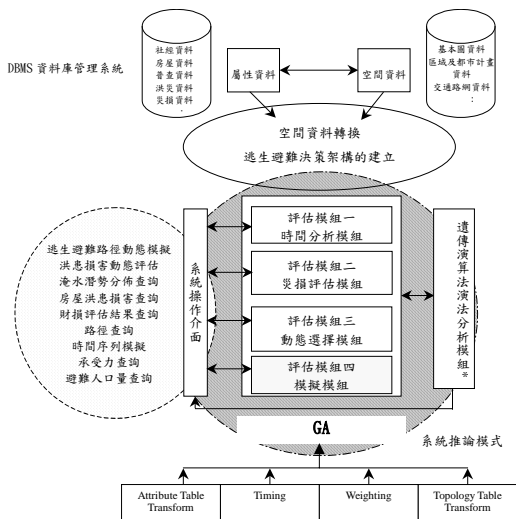 DBMS 資料庫管理系統
社經資料
房屋資料
普查資料
洪災資料
災損資料
:
屬性資料
空間資料
基本圖資料
區域及都市計畫
資料
交通路網資料
:
空間資料轉換
逃生避難決策架構的建立
逃生避難路徑動態模擬
洪患損害動態評估
淹水潛勢分佈查詢
房屋洪患損害查詢
財損評估結果查詢
路徑查詢
時間序列模擬
承受力查詢
避難人口量查詢
系統操作介面
評估模組一
時間分析模組
評估模組二
災損評估模組
評估模組三
動態選擇模組
評估模組四
模擬模組
遺傳演算法演法分析模組*
GA
系統推論模式
Attribute Table
Transform
Timing
Weighting
Topology Table
Transform